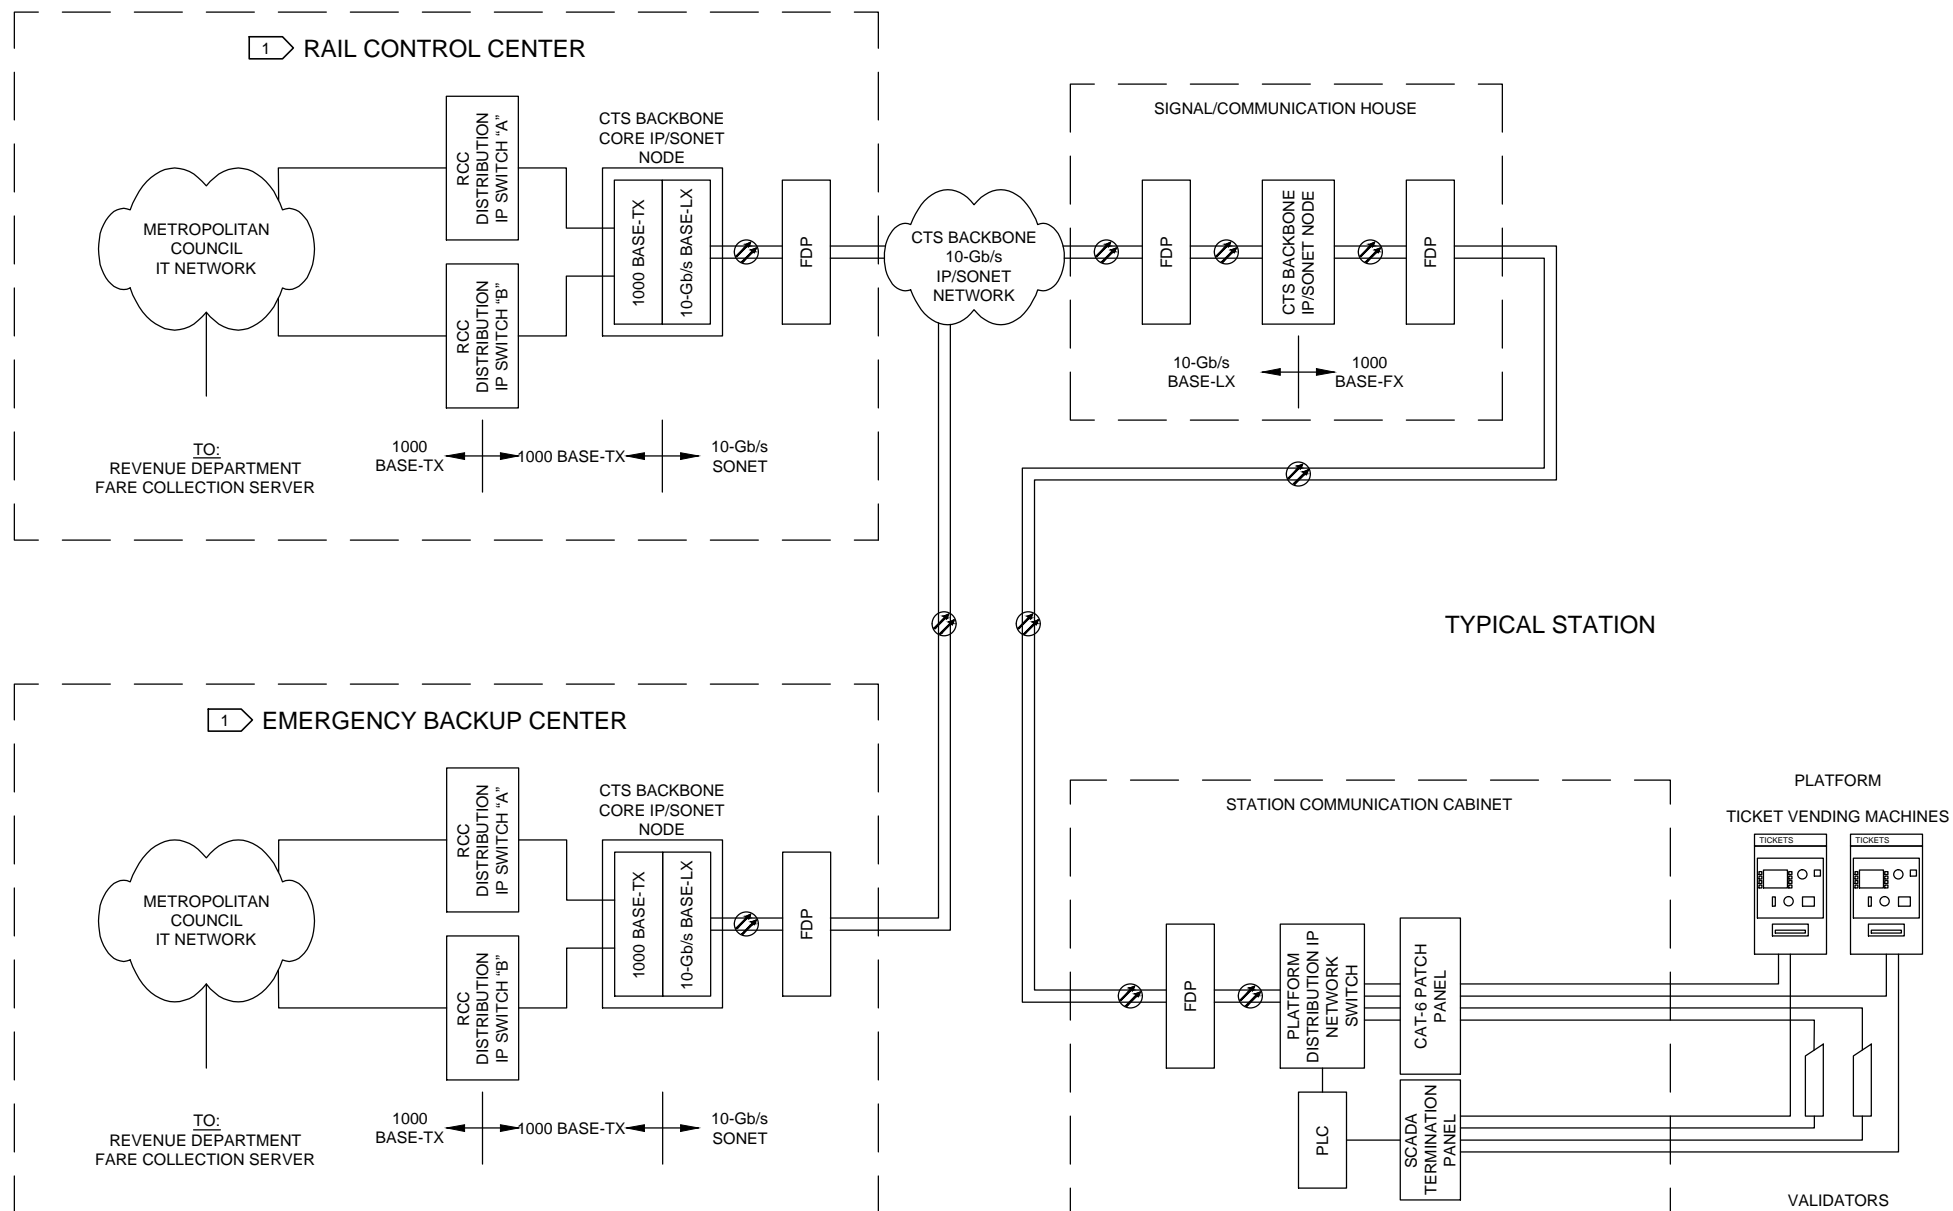 1
RAIL CONTROL CENTER
METROPOLITAN
COUNCIL
IT NETWORK
RCC
DISTRIBUTION
IP SWITCH “A”
RCC
DISTRIBUTION
IP SWITCH “B”
CTS BACKBONE
CORE IP/SONET
NODE
1000 BASE-TX
10-Gb/s BASE-LX
FDP
TO:
REVENUE DEPARTMENT
FARE COLLECTION SERVER
1000
BASE-TX
1000 BASE-TX
10-Gb/s
SONET
CTS BACKBONE
10-Gb/s
IP/SONET
NETWORK
SIGNAL/COMMUNICATION HOUSE
FDP
CTS BACKBONE
IP/SONET NODE
FDP
10-Gb/s
BASE-LX
1000
BASE-FX
TYPICAL STATION
1
EMERGENCY BACKUP CENTER
METROPOLITAN
COUNCIL
IT NETWORK
RCC
DISTRIBUTION
IP SWITCH “A”
RCC
DISTRIBUTION
IP SWITCH “B”
CTS BACKBONE
CORE IP/SONET
NODE
1000 BASE-TX
10-Gb/s BASE-LX
FDP
TO:
REVENUE DEPARTMENT
FARE COLLECTION SERVER
1000
BASE-TX
1000 BASE-TX
10-Gb/s
SONET
STATION COMMUNICATION CABINET
FDP
PLATFORM
DISTRIBUTION IP
NETWORK
SWITCH
CAT-6 PATCH
PANEL
PLC
SCADA
TERMINATION
PANEL
PLATFORM
TICKET VENDING MACHINES
TICKETS
TICKETS
VALIDATORS